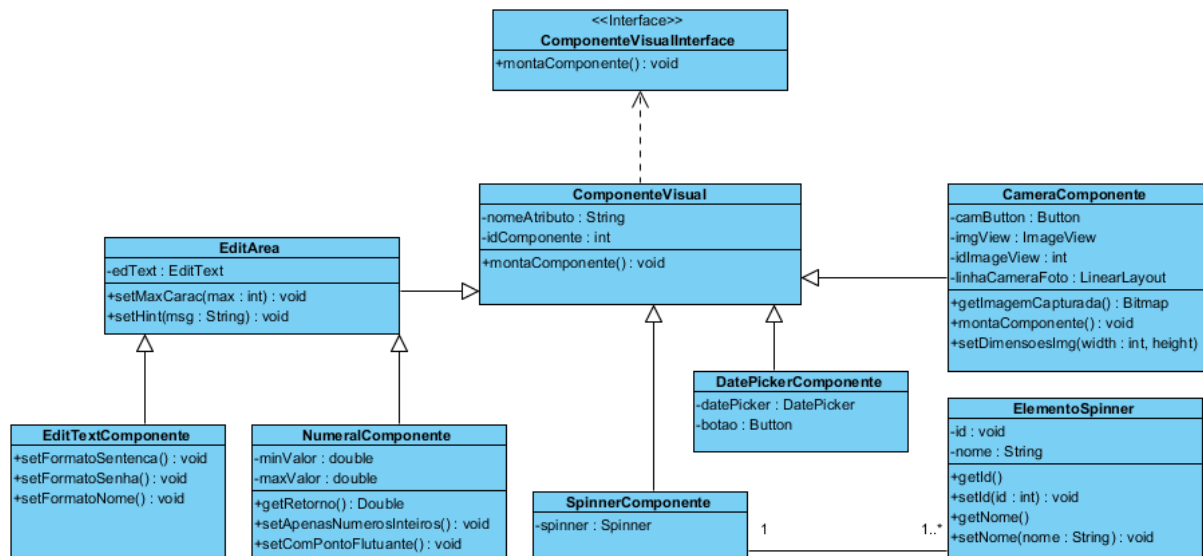 <<Interface>>
ComponenteVisualInterface
+montaComponente() : void
ComponenteVisual
-nomeAtributo : String
-idComponente : int
+montaComponente() : void
CameraComponente
-camButton : Button
-imgView : ImageView
-idImageView : int
-linhaCameraFoto : LinearLayout
+getImagemCapturada() : Bitmap
+montaComponente() : void
+setDimensoesImg(width : int, height)
EditArea
-edText : EditText
+setMaxCarac(max : int) : void
+setHint(msg : String) : void
DatePickerComponente
-datePicker : DatePicker
-botao : Button
EditTextComponente
+setFormatoSentenca() : void
+setFormatoSenha() : void
+setFormatoNome() : void
NumeralComponente
-minValor : double
-maxValor : double
+getRetorno() : Double
+setApenasNumerosInteiros() : void
+setComPontoFlutuante() : void
SpinnerComponente
-spinner : Spinner
1
1..*
ElementoSpinner
-id : void
-nome : String
+getId()
+setId(id : int) : void
+getNome()
+setNome(nome : String) : void